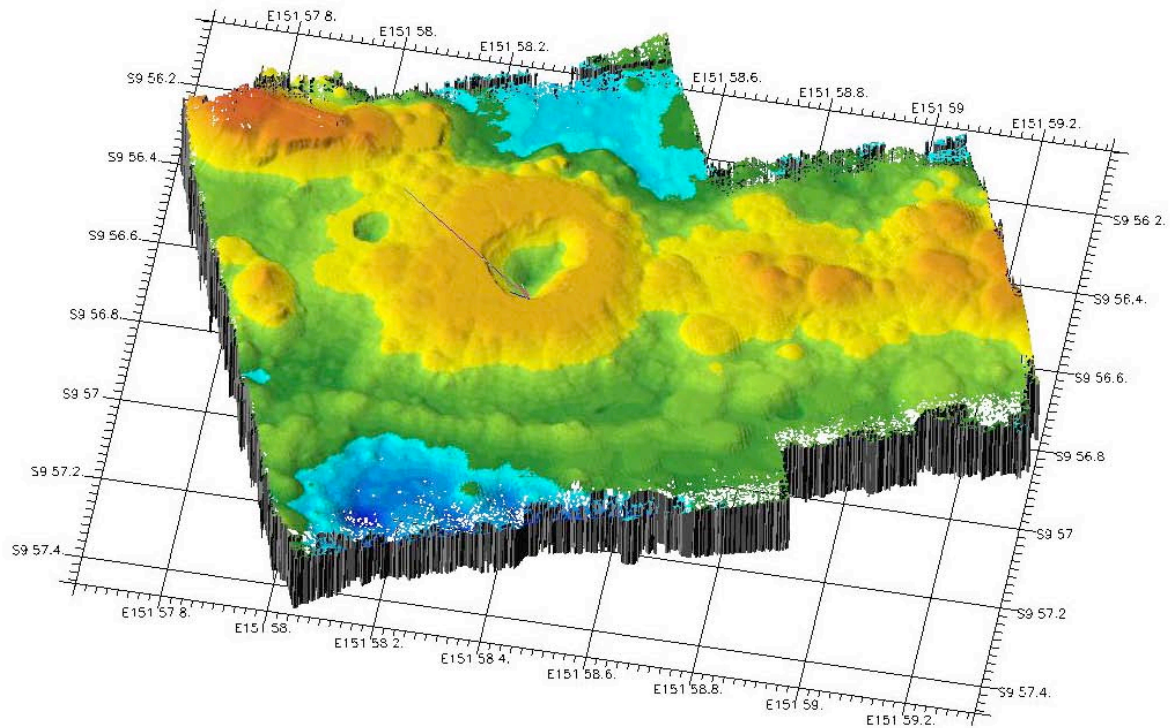 E151 57 8.
E151 58.
E151 58.2.
E151 58.6.
E151 58.8.
E151 59
E151 59.2.
S9 56.2.
S9 56.4.
S9 56.6.
S9 56.8.
S9 57.
S9 57.2.
S9 57.4.
S9 56.2.
S9 56.4.
S9 56.6.
S9 56.8
S9 57
S9 57.2
S9 57.4.
E151 57 8.
E151 58.
E151 58 2.
E151 58 4.
E151 58.6.
E151 58.8.
E151 59.
E151 59.2.